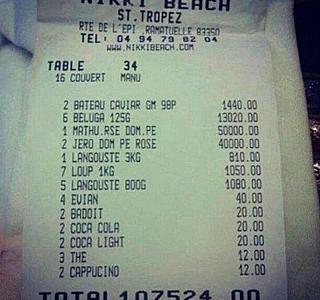 NIKKI BEACH
ST.TROPEZ
RTE DE L'EPI ,RAMATUELLE 83350
TEL: 04 94 79 82 04
WWW.NIKKIBEACH.COM
TABLE 34
16 COUVERT MANU
2 BATEAU CAVIAR GM 98P 1440.00
6 BELUGA 125G 13020.00
1 MATHU.RSE DOM.PE 50000.00
2 JERO DOM PE ROSE 40000.00
1 LANGOUSTE 3KG 810.00
7 LOUP 1KG 1050.00
5 LANGOUSTE 800G 1080.00
4 EVIAN 40.00
2 BADOIT 20.00
2 COCA COLA 20.00
2 COCA LIGHT 20.00
3 THE 12.00
2 CAPPUCINO 12.00
TOTAL 107524.00